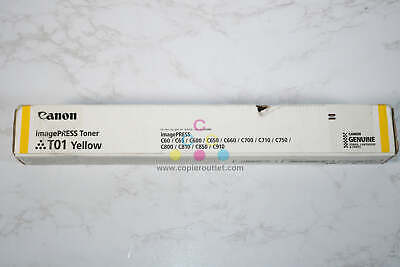 Canon
imagePRESS Toner
T01 Yellow
imagePRESS
C60 / C65 / C600 / C650 / C660 / C700 / C710 / C750 /
C800 / C810 / C850 / C910
CANON
GENUINE
C
www.copieroutlet.com